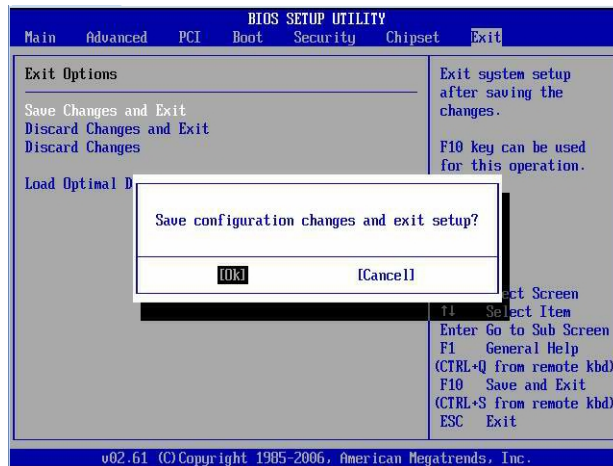 BIOS SETUP UTILITY
Main Advanced PCI Boot Security Chipset Exit
Exit Options
Save Changes and Exit
Discard Changes and Exit
Discard Changes
Load Optimal D
Save configuration changes and exit setup?
[Ok] [Cancel]
Exit system setup
after saving the
changes.
F10 key can be used
for this operation.
ect Screen
↑↓ Select Item
Enter Go to Sub Screen
F1 General Help
(CTRL+Q from remote kbd)
F10 Save and Exit
(CTRL+S from remote kbd)
ESC Exit
v02.61 (C)Copyright 1985-2006, American Megatrends, Inc.